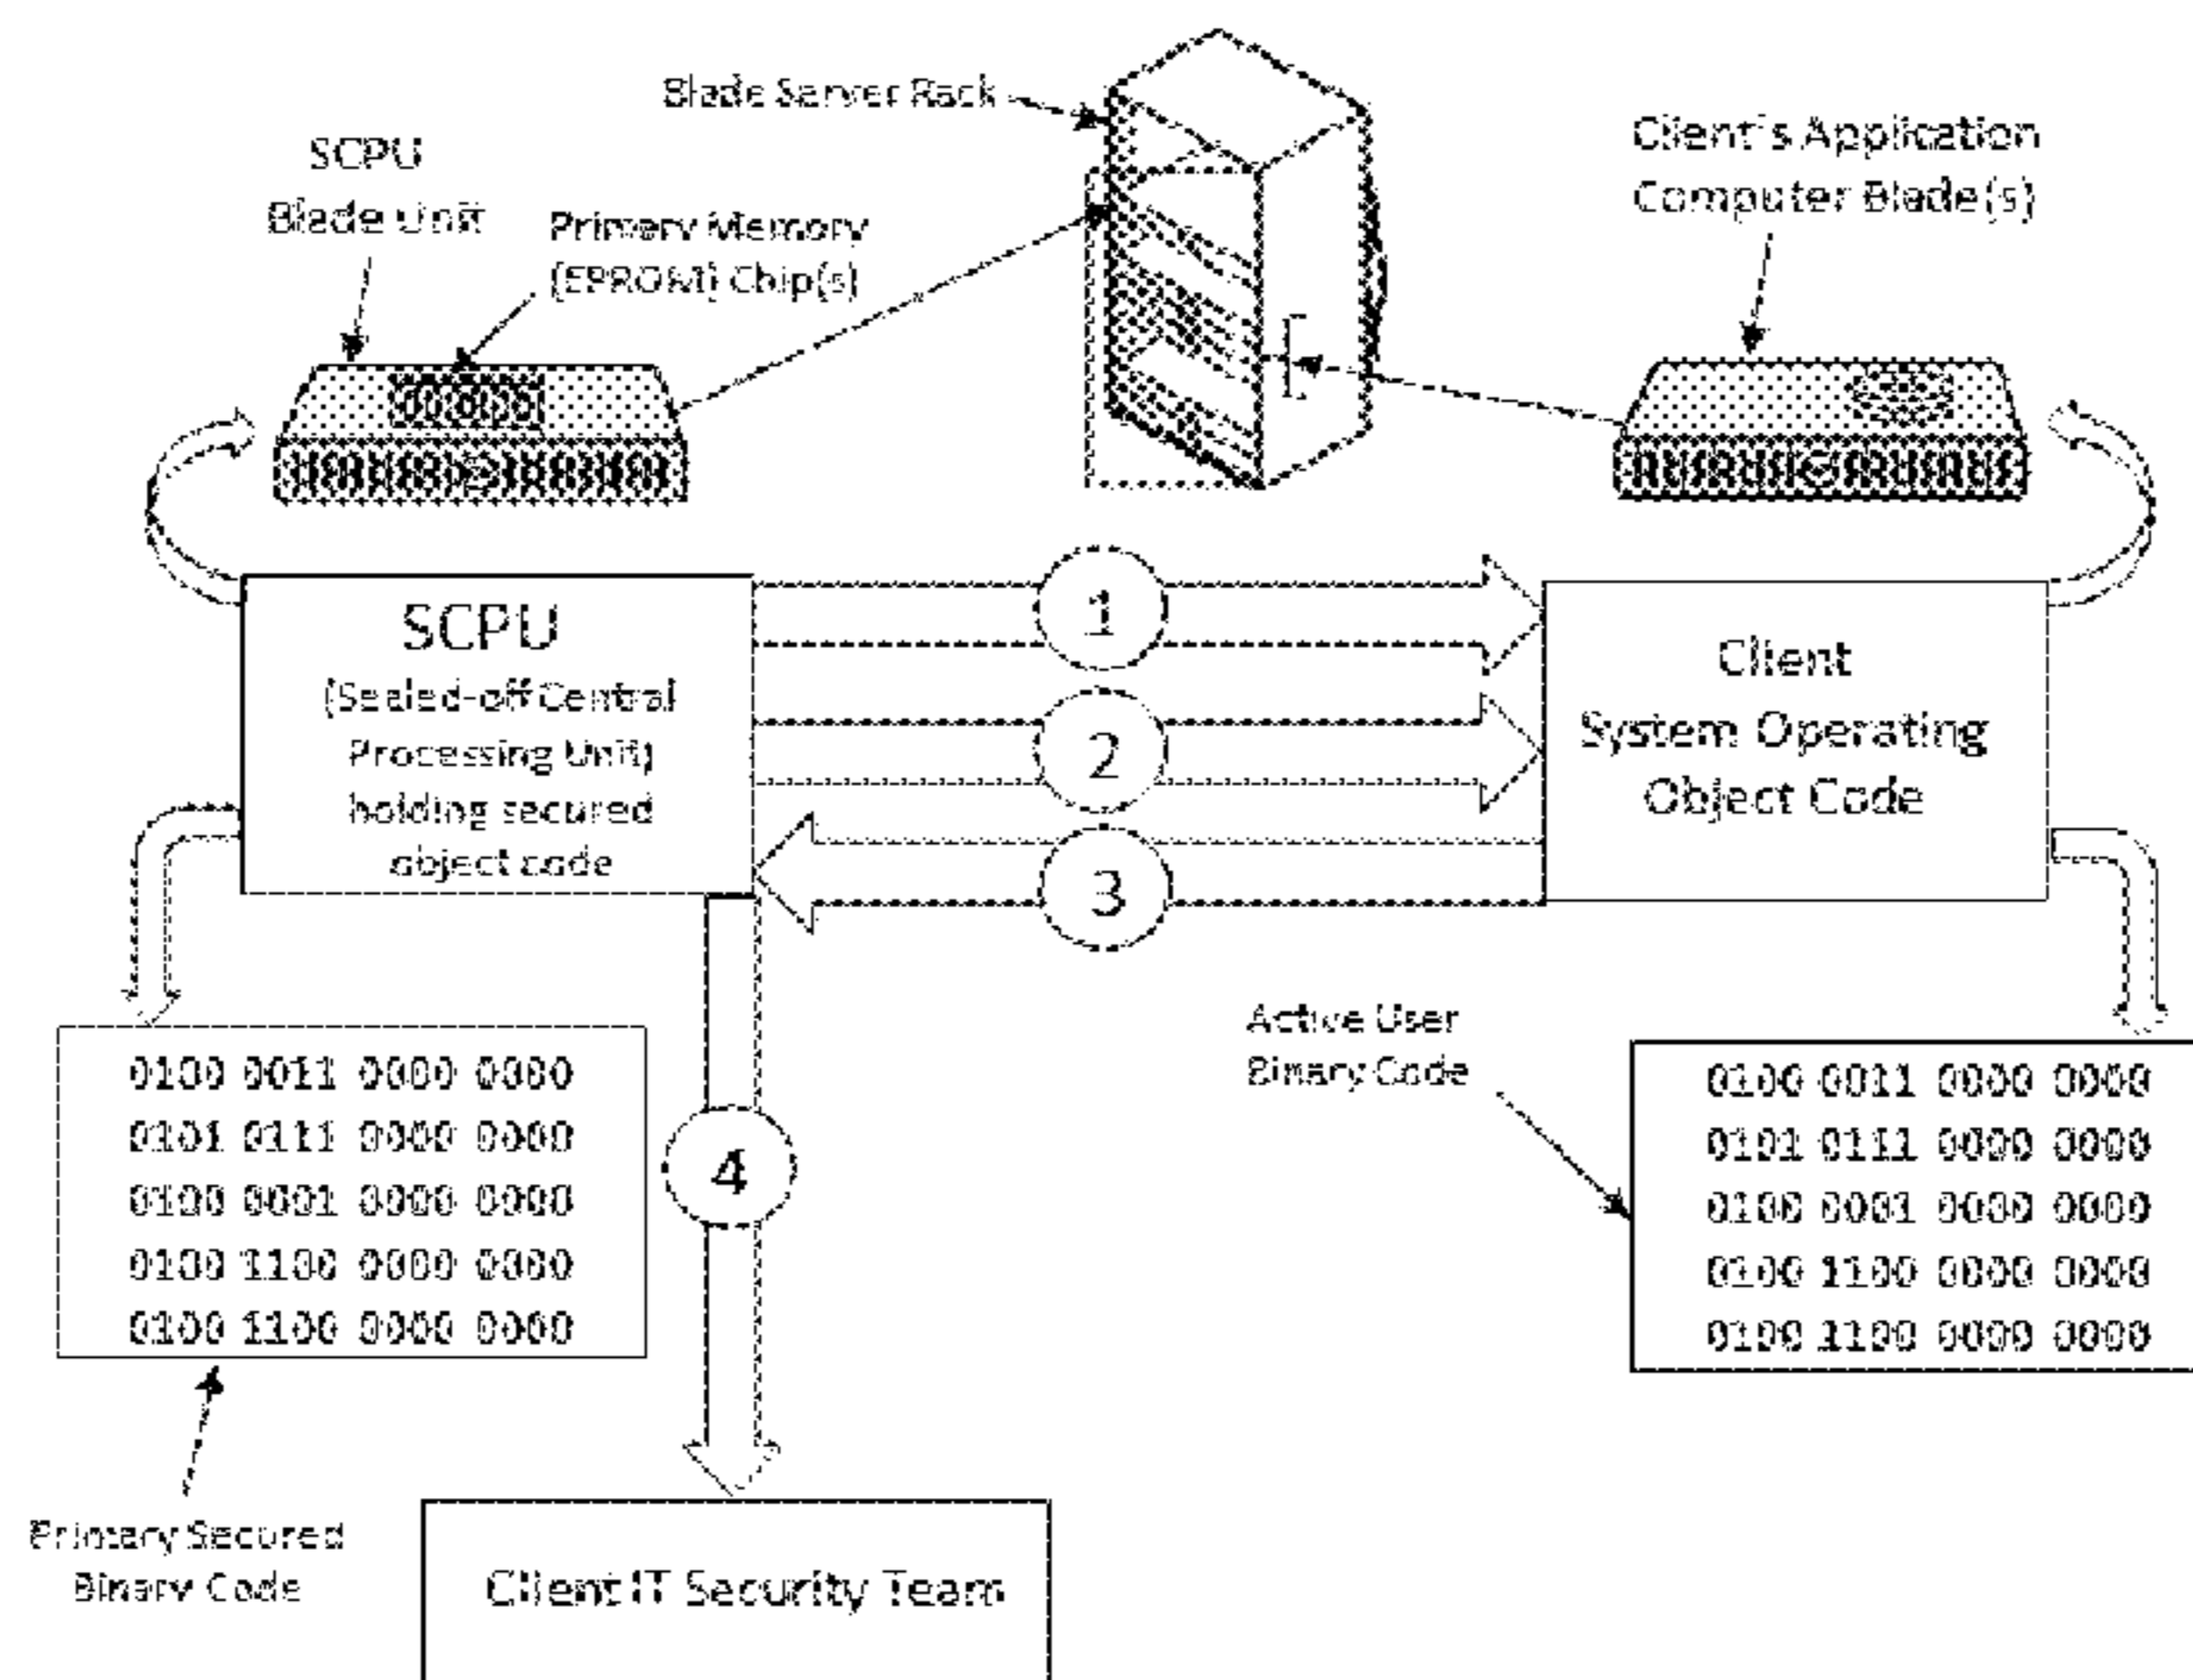 Blade Server Rack
SCPU
Blade Unit
Primary Memory
(EPROM) Chip(s)
Client's Application
Computer Blade(s)
SCPU
(Sealed-off Central
Processing Unit)
holding secured
object code
1
2
3
Client
System Operating
Object Code
0100 0011 0000 0000
0101 0111 0000 0000
0100 0001 0000 0000
0100 1100 0000 0000
0100 1100 0000 0000
4
Active User
Binary Code
0100 0011 0000 0000
0101 0111 0000 0000
0100 0001 0000 0000
0100 1100 0000 0000
0100 1100 0000 0000
Primary Secured
Binary Code
Client IT Security Team